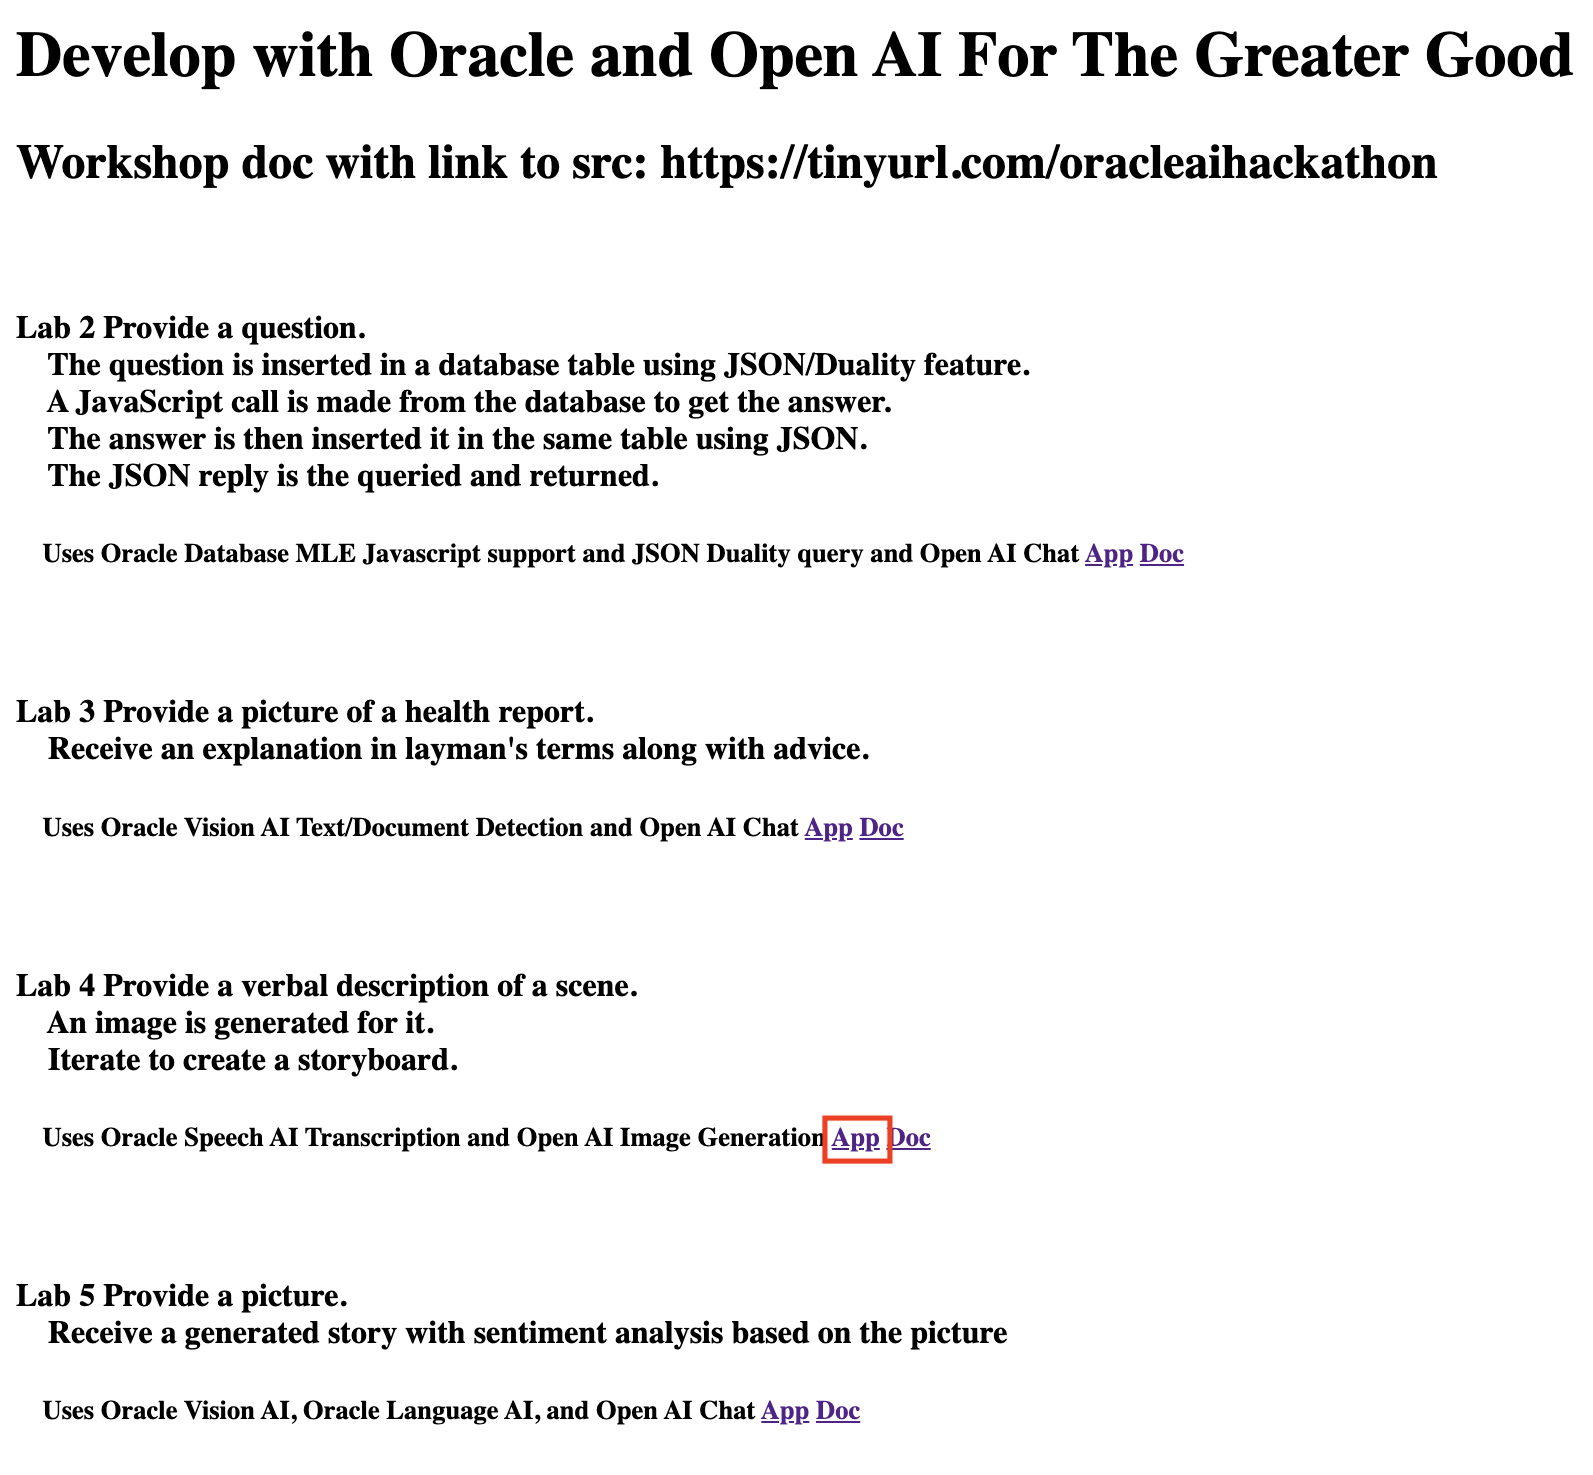 Develop with Oracle and Open AI For The Greater Good
Workshop doc with link to src: https://tinyurl.com/oracleaihackathon
Lab 2 Provide a question.
The question is inserted in a database table using JSON/Duality feature.
A JavaScript call is made from the database to get the answer.
The answer is then inserted it in the same table using JSON.
The JSON reply is the queried and returned.
Uses Oracle Database MLE Javascript support and JSON Duality query and Open AI Chat App Doc
Lab 3 Provide a picture of a health report.
Receive an explanation in layman's terms along with advice.
Uses Oracle Vision AI Text/Document Detection and Open AI Chat App Doc
Lab 4 Provide a verbal description of a scene.
An image is generated for it.
Iterate to create a storyboard.
Uses Oracle Speech AI Transcription and Open AI Image Generation App Doc
Lab 5 Provide a picture.
Receive a generated story with sentiment analysis based on the picture
Uses Oracle Vision AI, Oracle Language AI, and Open AI Chat App Doc